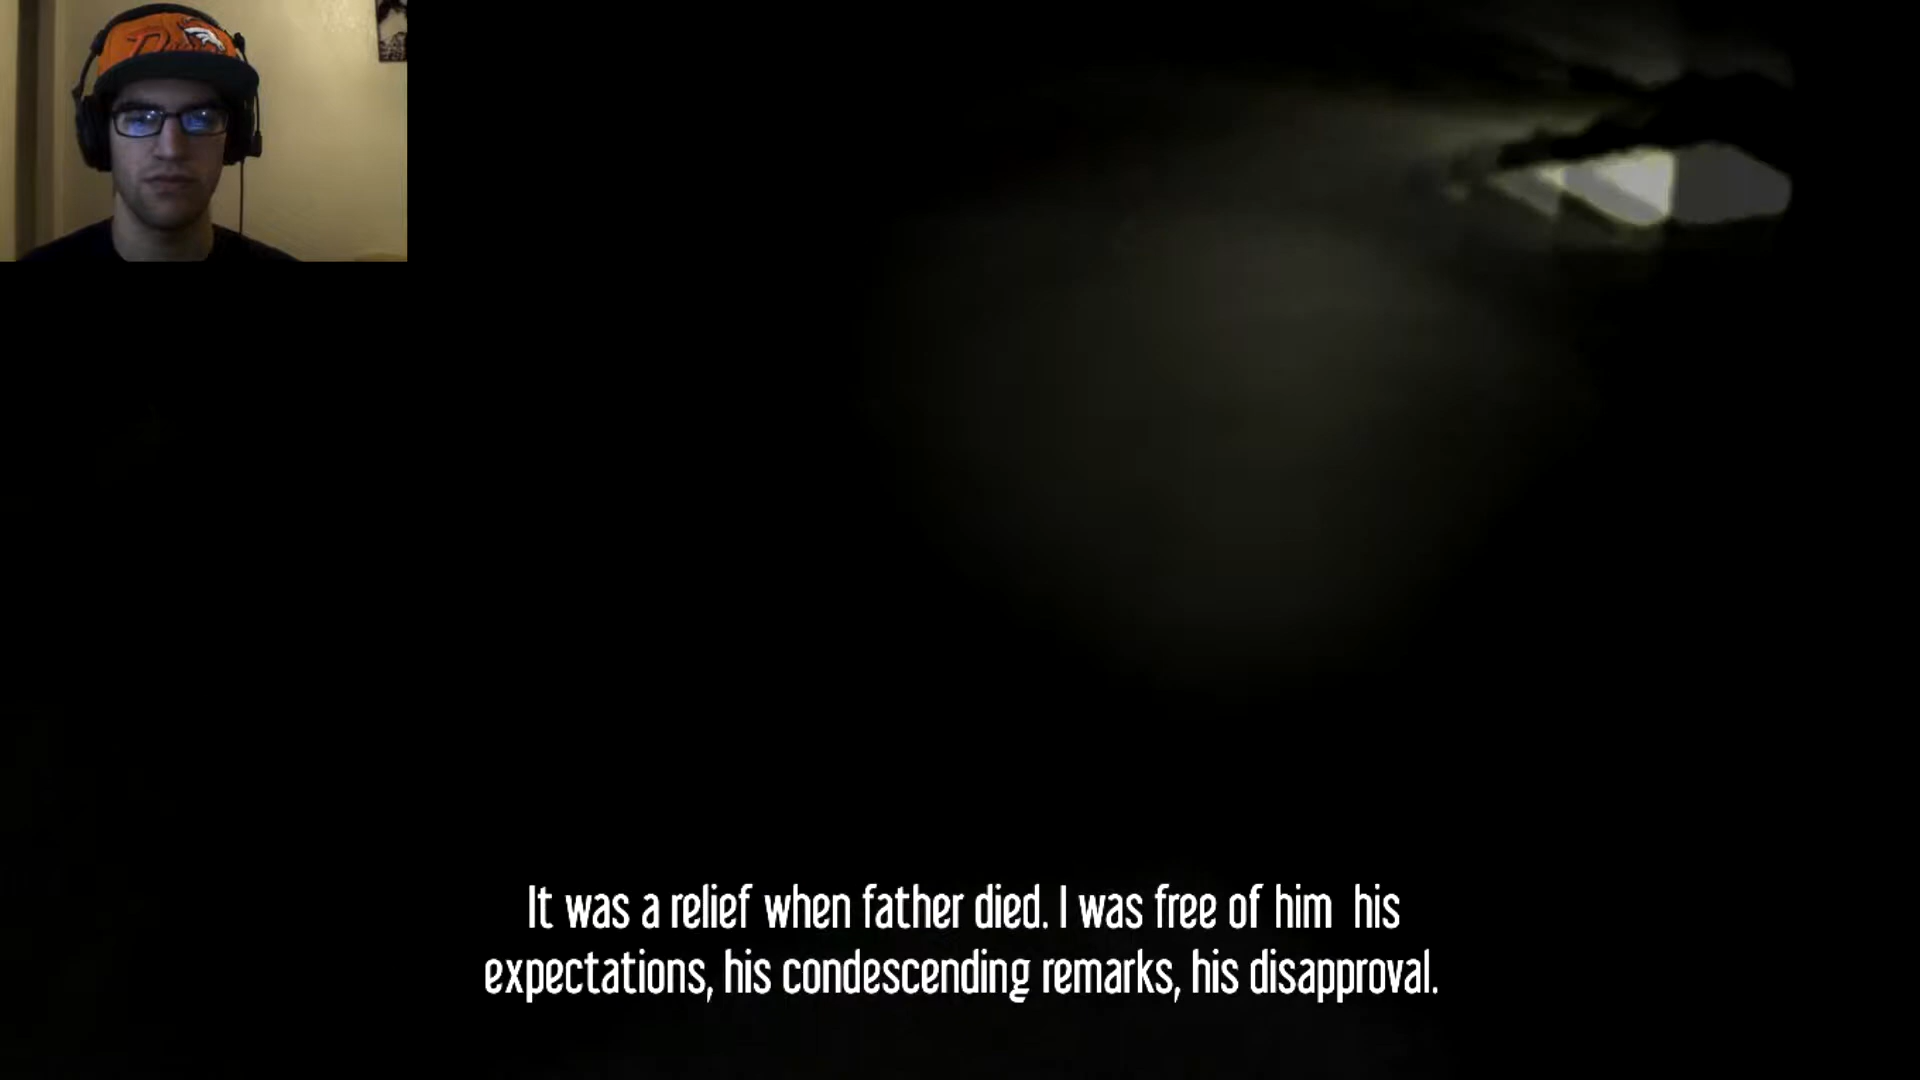 It was a relief when father died. I was free of him his
expectations, his condescending remarks, his disapproval.